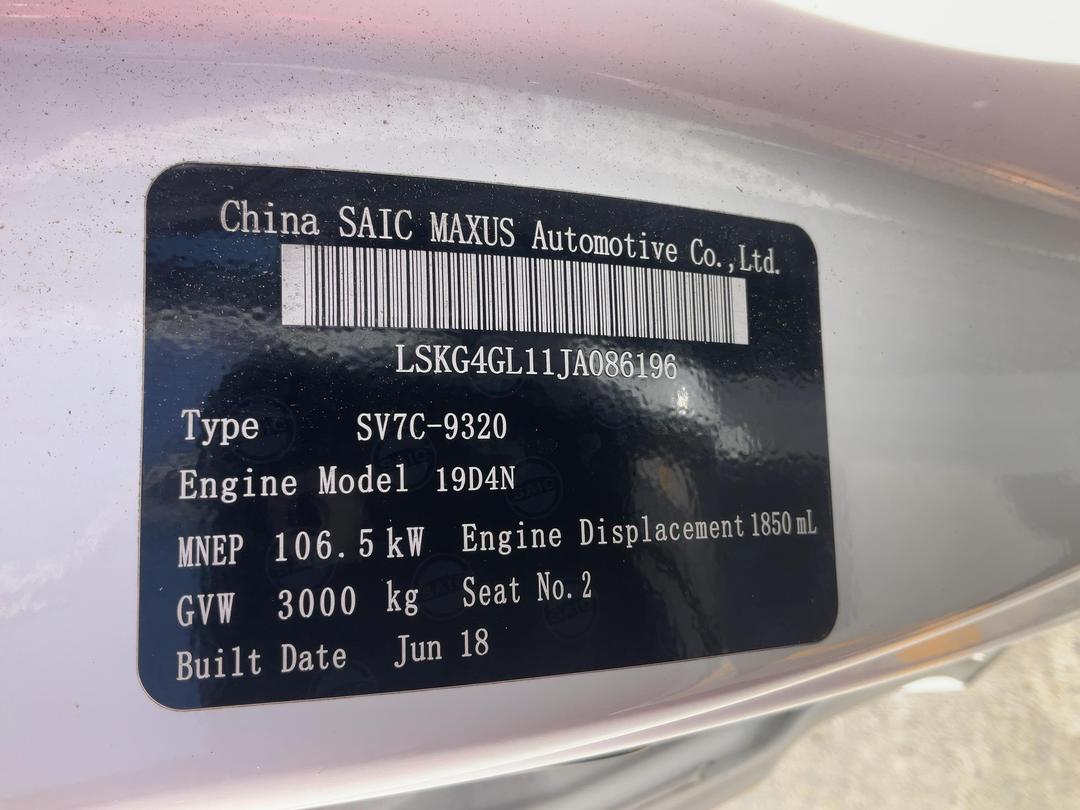 China SAIC MAXUS Automotive Co.,Ltd.
LSKG4GL11JA086196
Type SV7C-9320
Engine Model 19D4N
MNEP 106.5 kW Engine Displacement 1850 mL
GVW 3000 kg Seat No. 2
Built Date Jun 18